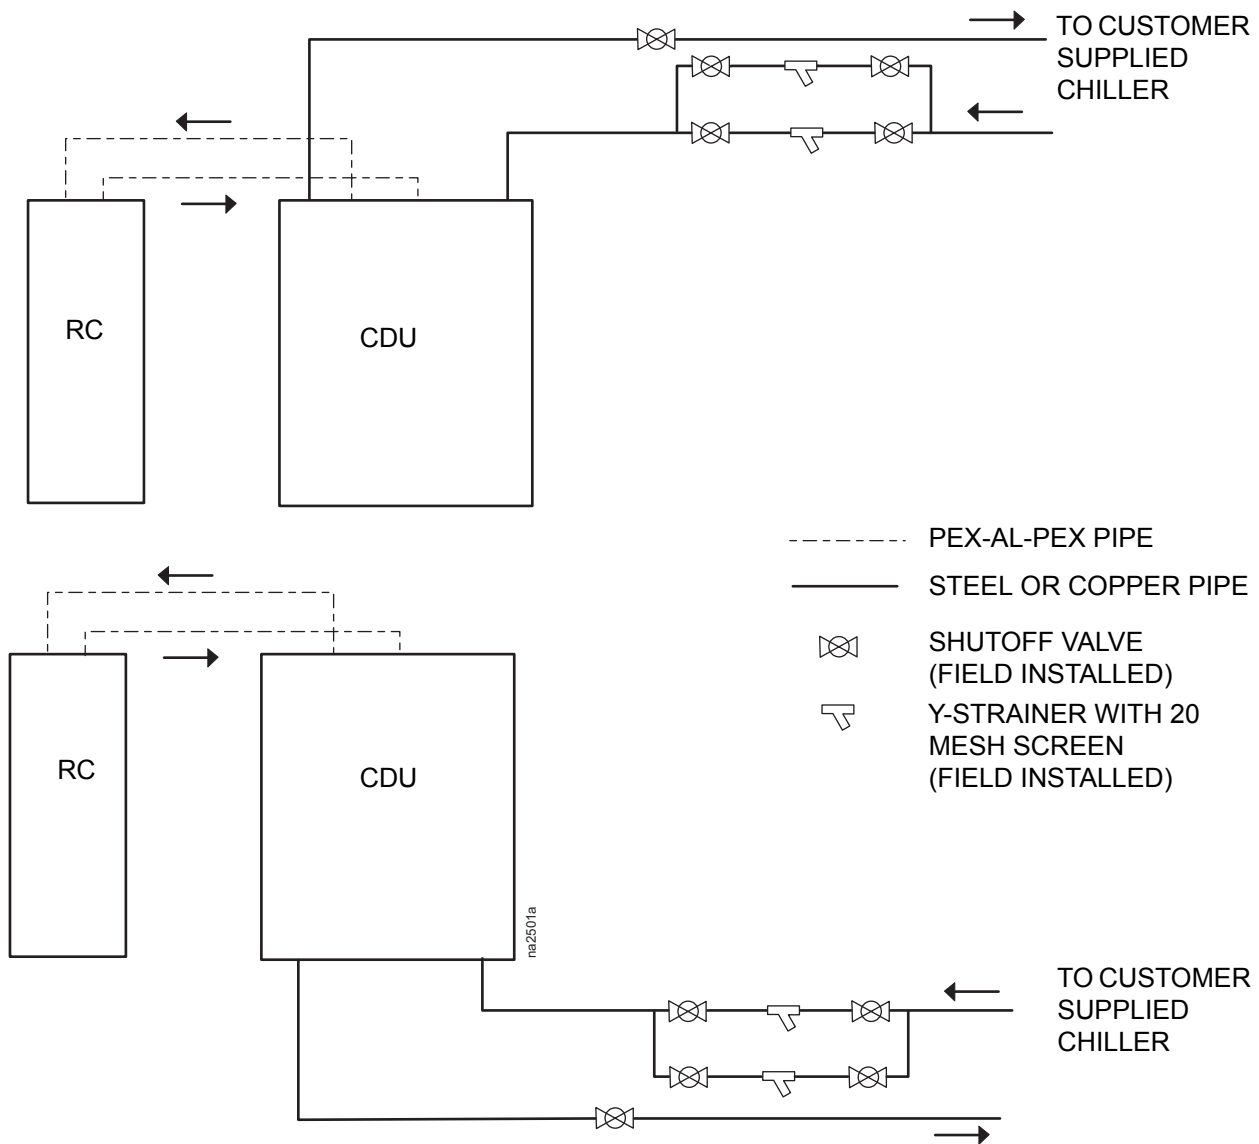 TO CUSTOMER
SUPPLIED
CHILLER
RC
CDU
PEX-AL-PEX PIPE
STEEL OR COPPER PIPE
SHUTOFF VALVE
(FIELD INSTALLED)
Y-STRAINER WITH 20
MESH SCREEN
(FIELD INSTALLED)
RC
CDU
na2501a
TO CUSTOMER
SUPPLIED
CHILLER